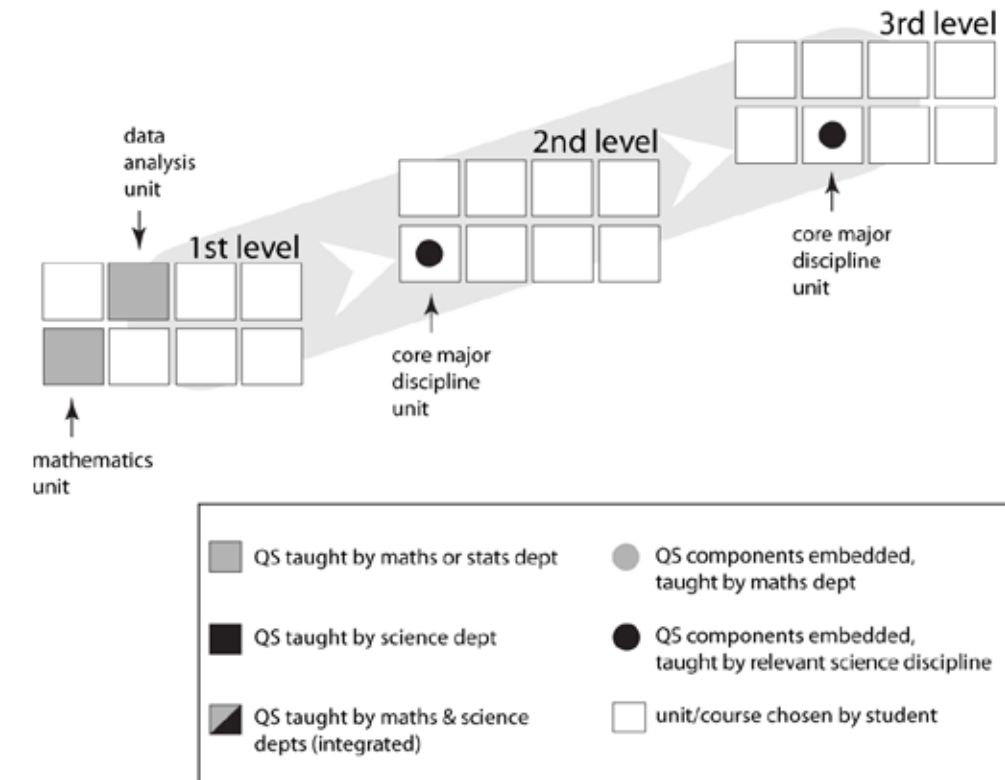 3rd level
2nd level
data
analysis
unit
1st level
core major
discipline
unit
core major
discipline
unit
mathematics
unit
QS taught by maths or stats dept
QS components embedded,
taught by maths dept
QS taught by science dept
QS components embedded,
taught by relevant science discipline
QS taught by maths & science
depts (integrated)
unit/course chosen by student